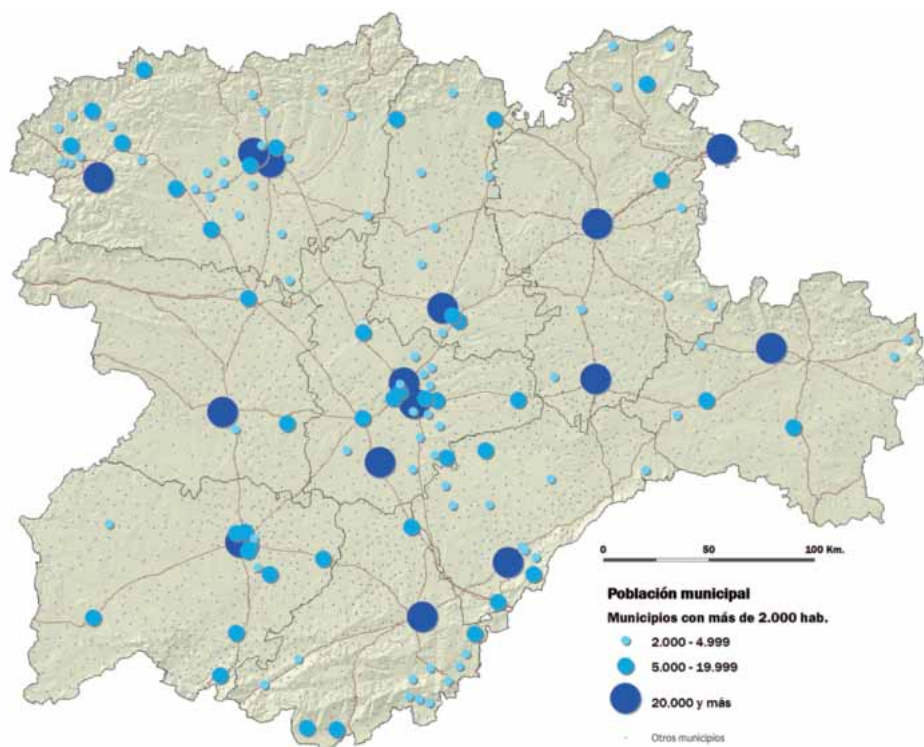 0 50 100 Km.
Población municipal
Municipios con más de 2.000 hab.
2.000 - 4.999
5.000 - 19.999
20.000 y más
Otros municipios